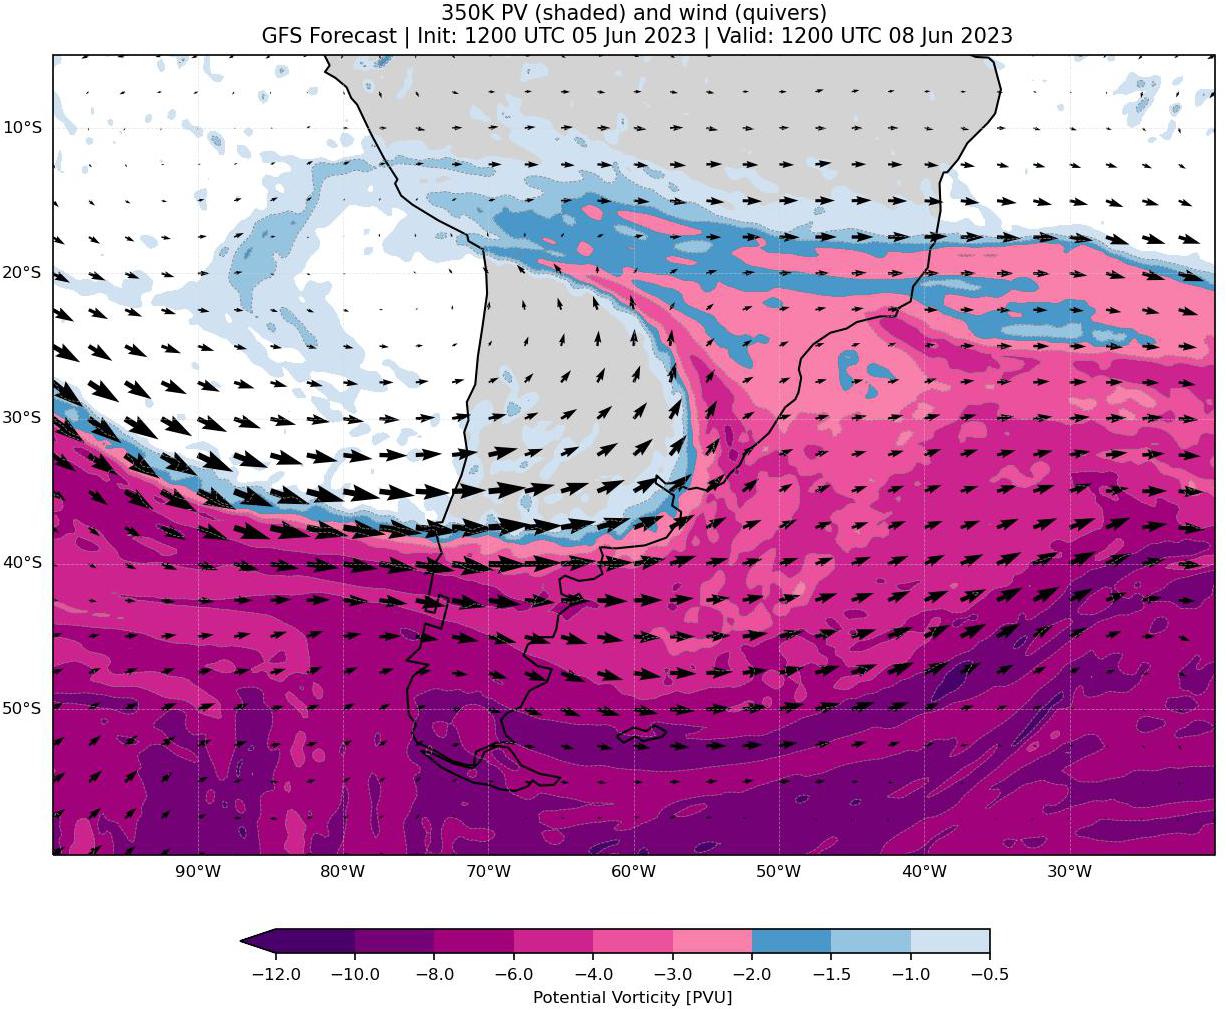 350K PV (shaded) and wind (quivers)
GFS Forecast | Init: 1200 UTC 05 Jun 2023 | Valid: 1200 UTC 08 Jun 2023
10°S
20°S
30°S
40°S
50°S
90°W 80°W 70°W 60°W 50°W 40°W 30°W
−12.0 −10.0 −8.0 −6.0 −4.0 −3.0 −2.0 −1.5 −1.0 −0.5
Potential Vorticity [PVU]